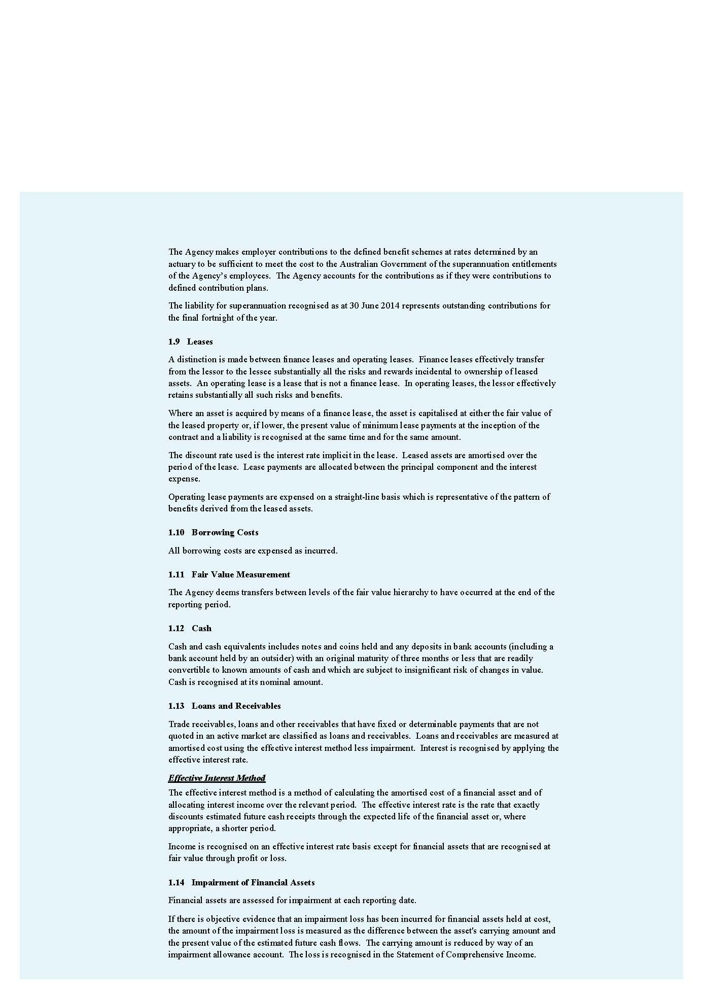 The Agency makes employer contributions to the defined benefit schemes at rates determined by an
actuary to be sufficient to meet the cost to the Australian Government of the superannuation entitlements
of the Agency’s employees.  The Agency accounts for the contributions as if they were contributions to
defined contribution plans.
The liability for superannuation recognised as at 30 June 2014 represents outstanding contributions for
the final fortnight of the year.
1.9   Leases
A distinction is made between finance leases and operating leases.  Finance leases effectively transfer
from the lessor to the lessee substantially all the risks and rewards incidental to ownership of leased
assets.  An operating lease is a lease that is not a finance lease.  In operating leases, the lessor effectively
retains substantially all such risks and benefits.
Where an asset is acquired by means of a finance lease, the asset is capitalised at either the fair value of
the leased property or, if lower, the present value of minimum lease payments at the inception of the
contract and a liability is recognised at the same time and for the same amount.
The discount rate used is the interest rate implicit in the lease.  Leased assets are amortised over the
period of the lease.  Lease payments are allocated between the principal component and the interest
expense.
Operating lease payments are expensed on a straight-line basis which is representative of the pattern of
benefits derived from the leased assets.
1.10   Borrowing Costs
All borrowing costs are expensed as incurred.
1.11   Fair Value Measurement
The Agency deems transfers between levels of the fair value hierarchy to have occurred at the end of the
reporting period.
1.12   Cash
Cash and cash equivalents includes notes and coins held and any deposits in bank accounts (including a
bank account held by an outsider) with an original maturity of three months or less that are readily
convertible to known amounts of cash and which are subject to insignificant risk of changes in value.
Cash is recognised at its nominal amount.
1.13   Loans and Receivables
Trade receivables, loans and other receivables that have fixed or determinable payments that are not
quoted in an active market are classified as loans and receivables.  Loans and receivables are measured at
amortised cost using the effective interest method less impairment.  Interest is recognised by applying the
effective interest rate.
Effective Interest Method
The effective interest method is a method of calculating the amortised cost of a financial asset and of
allocating interest income over the relevant period.  The effective interest rate is the rate that exactly
discounts estimated future cash receipts through the expected life of the financial asset or, where
appropriate, a shorter period.
Income is recognised on an effective interest rate basis except for financial assets that are recognised at
fair value through profit or loss.
1.14   Impairment of Financial Assets
Financial assets are assessed for impairment at each reporting date.
If there is objective evidence that an impairment loss has been incurred for financial assets held at cost,
the amount of the impairment loss is measured as the difference between the asset's carrying amount and
the present value of the estimated future cash flows.  The carrying amount is reduced by way of an
impairment allowance account.  The loss is recognised in the Statement of Comprehensive Income.